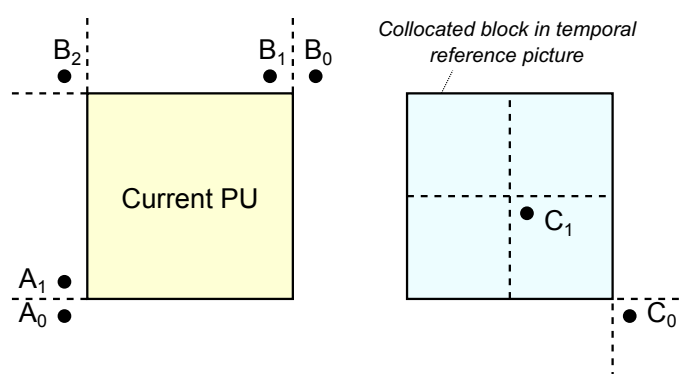 Collocated block in temporal
reference picture
B₂
B₁
B₀
Current PU
C₁
A₁
A₀
C₀